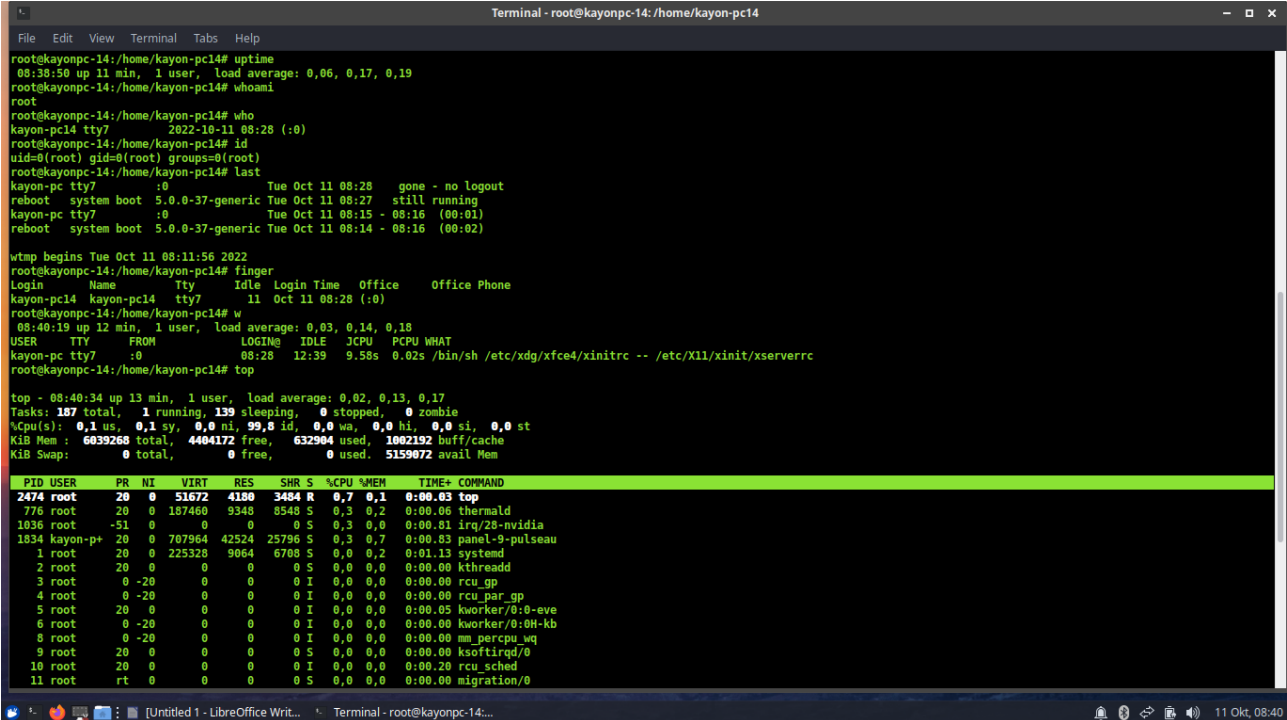 Terminal - root@kayonpc-14: /home/kayon-pc14
File Edit View Terminal Tabs Help
root@kayonpc-14:/home/kayon-pc14# uptime
 08:38:50 up 11 min,  1 user,  load average: 0,06, 0,17, 0,19
root@kayonpc-14:/home/kayon-pc14# whoami
root
root@kayonpc-14:/home/kayon-pc14# who
kayon-pc14 tty7         2022-10-11 08:28 (:0)
root@kayonpc-14:/home/kayon-pc14# id
uid=0(root) gid=0(root) groups=0(root)
root@kayonpc-14:/home/kayon-pc14# last
kayon-pc tty7         :0               Tue Oct 11 08:28    gone - no logout
reboot   system boot  5.0.0-37-generic Tue Oct 11 08:27   still running
kayon-pc tty7         :0               Tue Oct 11 08:15 - 08:16  (00:01)
reboot   system boot  5.0.0-37-generic Tue Oct 11 08:14 - 08:16  (00:02)
wtmp begins Tue Oct 11 08:11:56 2022
root@kayonpc-14:/home/kayon-pc14# finger
Login       Name         Tty      Idle  Login Time   Office     Office Phone
kayon-pc14  kayon-pc14   tty7       11  Oct 11 08:28 (:0)
root@kayonpc-14:/home/kayon-pc14# w
 08:40:19 up 12 min,  1 user,  load average: 0,03, 0,14, 0,18
USER     TTY      FROM             LOGIN@   IDLE   JCPU   PCPU WHAT
kayon-pc tty7     :0               08:28   12:39   9.58s  0.02s /bin/sh /etc/xdg/xfce4/xinitrc -- /etc/X11/xinit/xserverrc
root@kayonpc-14:/home/kayon-pc14# top
top - 08:40:34 up 13 min,  1 user,  load average: 0,02, 0,13, 0,17
Tasks: 187 total,   1 running, 139 sleeping,   0 stopped,   0 zombie
%Cpu(s):  0,1 us,  0,1 sy,  0,0 ni, 99,8 id,  0,0 wa,  0,0 hi,  0,0 si,  0,0 st
KiB Mem :  6039268 total,  4404172 free,   632904 used,  1002192 buff/cache
KiB Swap:        0 total,        0 free,        0 used.  5159072 avail Mem
  PID USER      PR  NI    VIRT    RES    SHR S  %CPU %MEM     TIME+ COMMAND
 2474 root      20   0   51672   4180   3484 R   0,7  0,1   0:00.03 top
  776 root      20   0  187460   9348   8548 S   0,3  0,2   0:00.06 thermald
 1036 root     -51   0       0      0      0 S   0,3  0,0   0:00.81 irq/28-nvidia
 1834 kayon-p+  20   0  707964  42524  25796 S   0,3  0,7   0:00.83 panel-9-pulseau
    1 root      20   0  225328   9064   6708 S   0,0  0,2   0:01.13 systemd
    2 root      20   0       0      0      0 S   0,0  0,0   0:00.00 kthreadd
    3 root       0 -20       0      0      0 I   0,0  0,0   0:00.00 rcu_gp
    4 root       0 -20       0      0      0 I   0,0  0,0   0:00.00 rcu_par_gp
    5 root      20   0       0      0      0 I   0,0  0,0   0:00.05 kworker/0:0-eve
    6 root       0 -20       0      0      0 I   0,0  0,0   0:00.00 kworker/0:0H-kb
    8 root       0 -20       0      0      0 I   0,0  0,0   0:00.00 mm_percpu_wq
    9 root      20   0       0      0      0 S   0,0  0,0   0:00.00 ksoftirqd/0
   10 root      20   0       0      0      0 I   0,0  0,0   0:00.20 rcu_sched
   11 root      rt   0       0      0      0 S   0,0  0,0   0:00.00 migration/0
[Untitled 1 - LibreOffice Writ... Terminal - root@kayonpc-14:... 11 Okt, 08:40